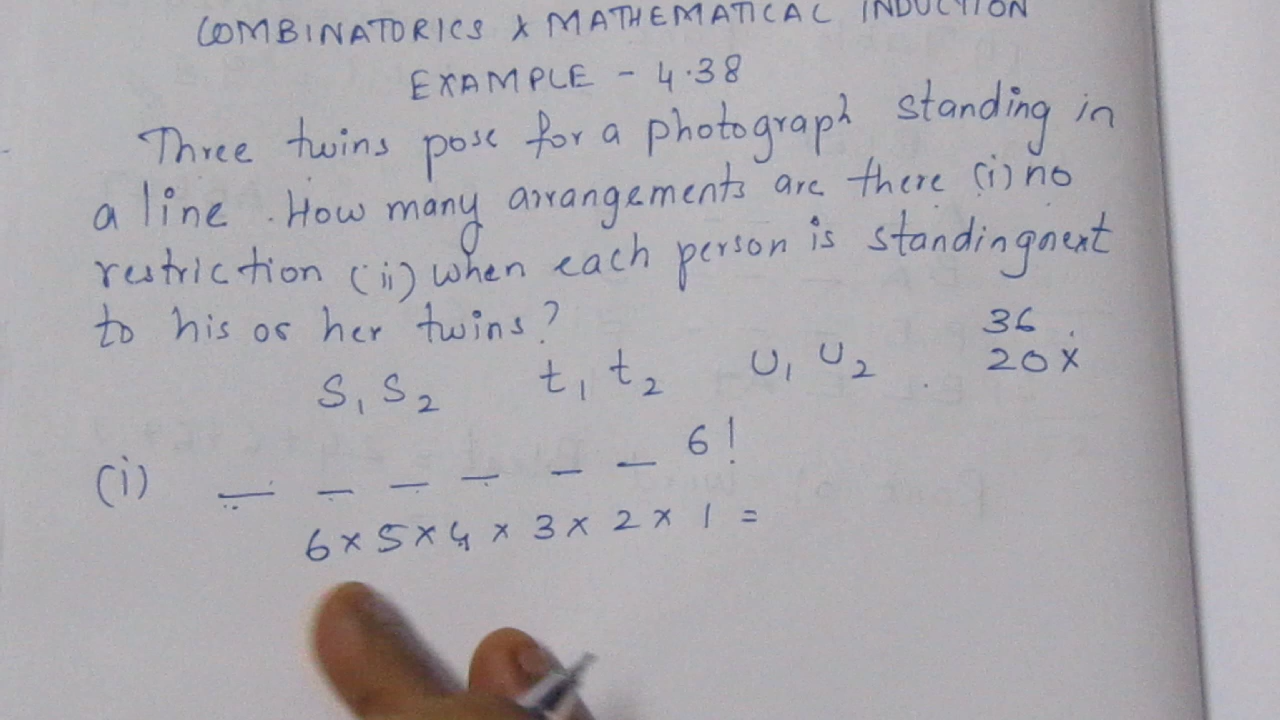 COMBINATORICS & MATHEMATICAL INDUCTION
EXAMPLE - 4.38
Three twins pose for a photograph standing in
a line. How many arrangements are there (i) no
restriction (ii) when each person is standing next
to his or her twins?
36
S₁ S₂ t₁ t₂ U₁ U₂ 20 x
(i) _ _ _ _ _ _ 6!
6 x 5 x 4 x 3 x 2 x 1 =